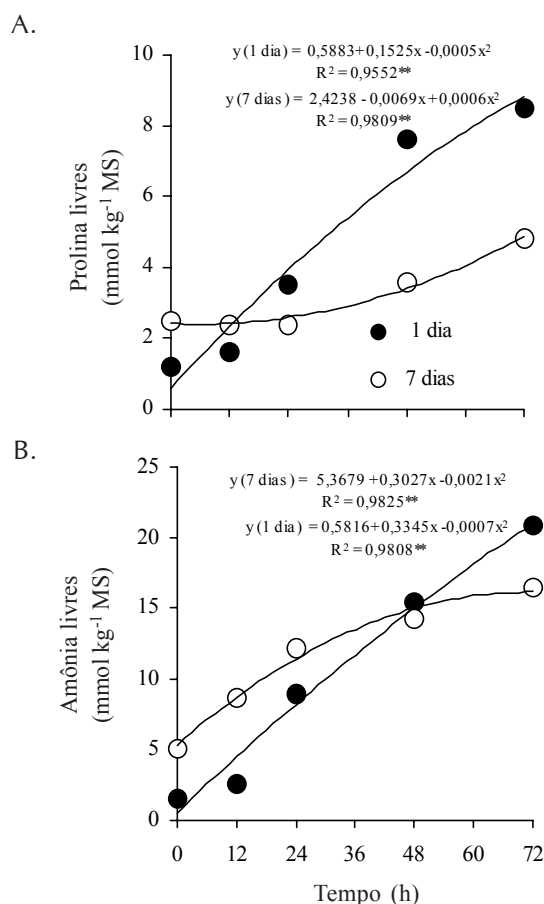 A.
10
8
6
4
2
0
Prolina livres
(mmol kg⁻¹ MS)
y (1 dia) = 0,5883+0,1525x-0,0005x²
R² = 0,9552**
y (7 dias) = 2,4238 - 0,0069x + 0,0006x²
R² = 0,9809**
1 dia
7 dias
B.
25
20
15
10
5
0
Amônia livres
(mmol kg⁻¹ MS)
y (7 dias) = 5,3679 +0,3027x -0,0021x²
R² = 0,9825**
y (1 dia) = 0,5816+0,3345x-0,0007x²
R² = 0,9808**
0 12 24 36 48 60 72
Tempo (h)